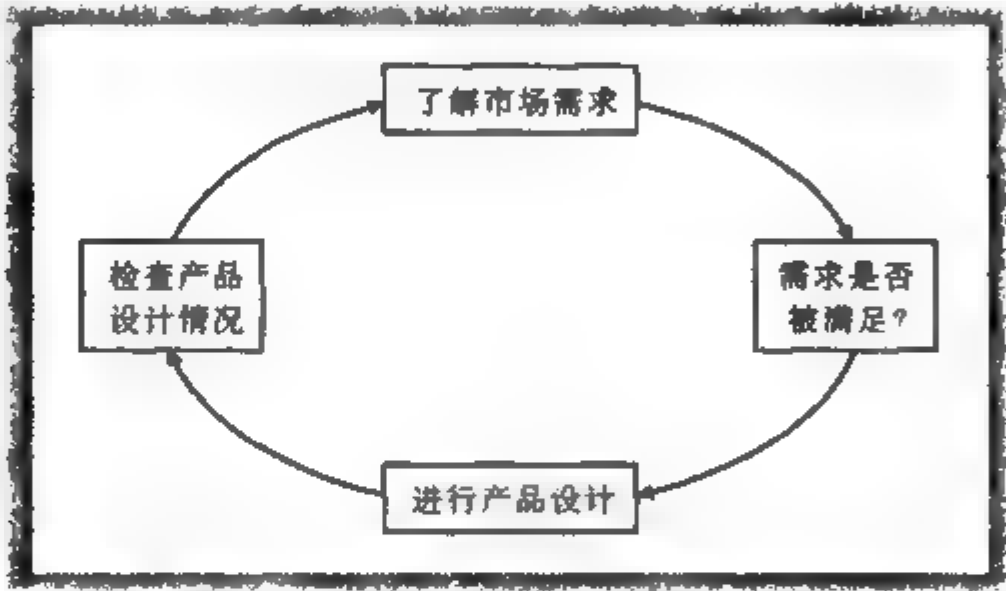 了解市场需求
需求是否
被满足?
进行产品设计
检查产品
设计情况